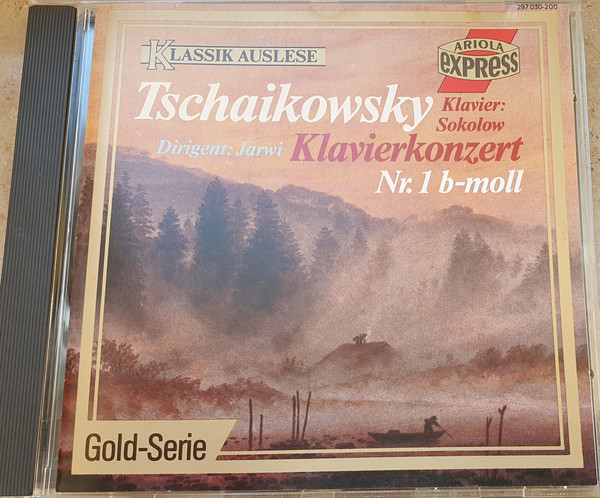 297 030-200
KLASSIK AUSLESE
ARIOLA
EXPRESS
Tschaikowsky
Klavier:
Sokolow
Dirigent: Jarwi
Klavierkonzert
Nr. 1 b-moll
Gold-Serie